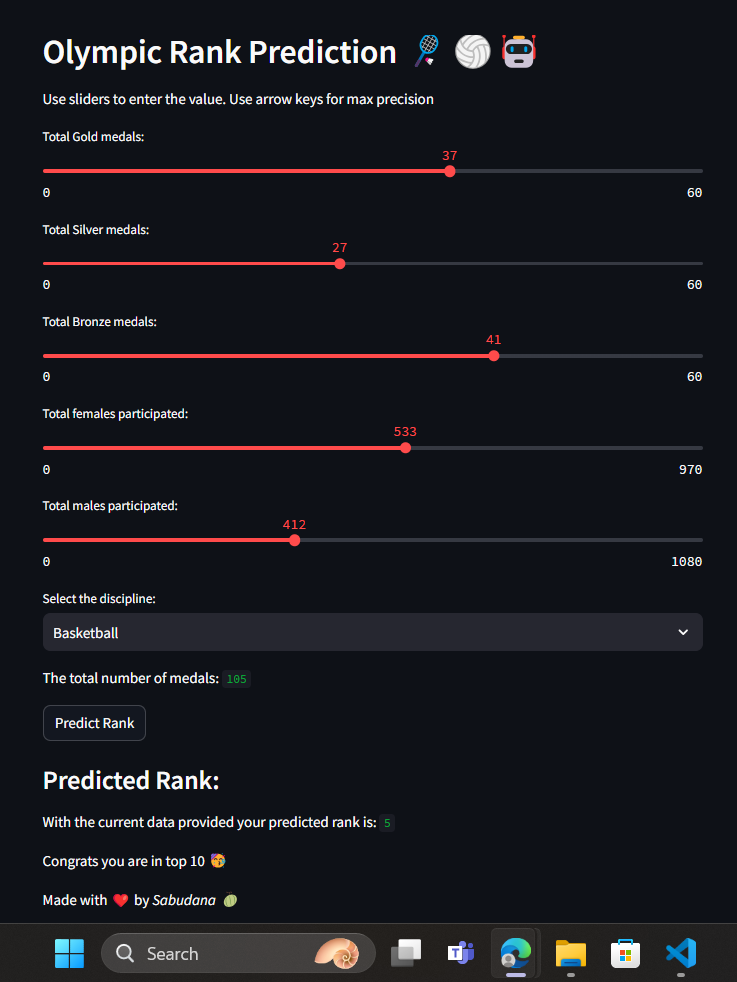 Olympic Rank Prediction
Use sliders to enter the value. Use arrow keys for max precision
Total Gold medals:
37
0 60
Total Silver medals:
27
0 60
Total Bronze medals:
41
0 60
Total females participated:
533
0 970
Total males participated:
412
0 1080
Select the discipline:
Basketball
The total number of medals: 105
Predict Rank
Predicted Rank:
With the current data provided your predicted rank is: 5
Congrats you are in top 10 🥳
Made with ❤️ by Sabudana
Search